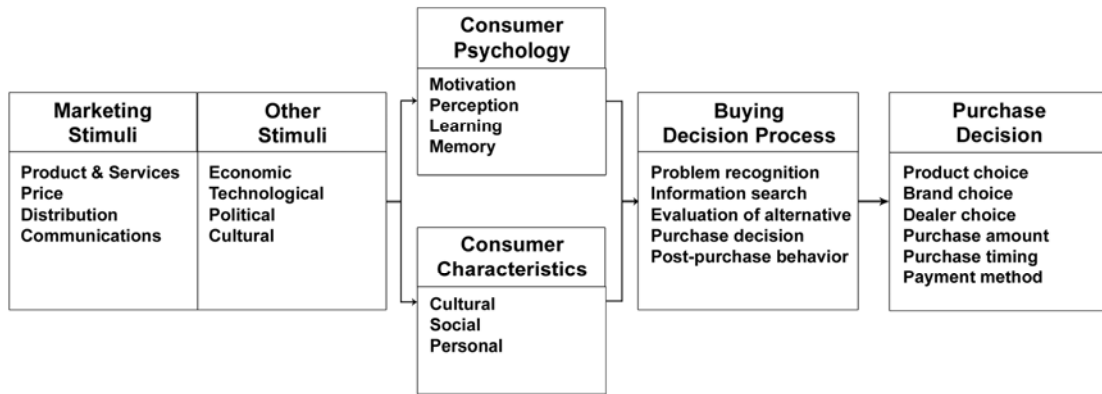 Marketing
Stimuli
Product & Services
Price
Distribution
Communications
Other
Stimuli
Economic
Technological
Political
Cultural
Consumer
Psychology
Motivation
Perception
Learning
Memory
Consumer
Characteristics
Cultural
Social
Personal
Buying
Decision Process
Problem recognition
Information search
Evaluation of alternative
Purchase decision
Post-purchase behavior
Purchase
Decision
Product choice
Brand choice
Dealer choice
Purchase amount
Purchase timing
Payment method